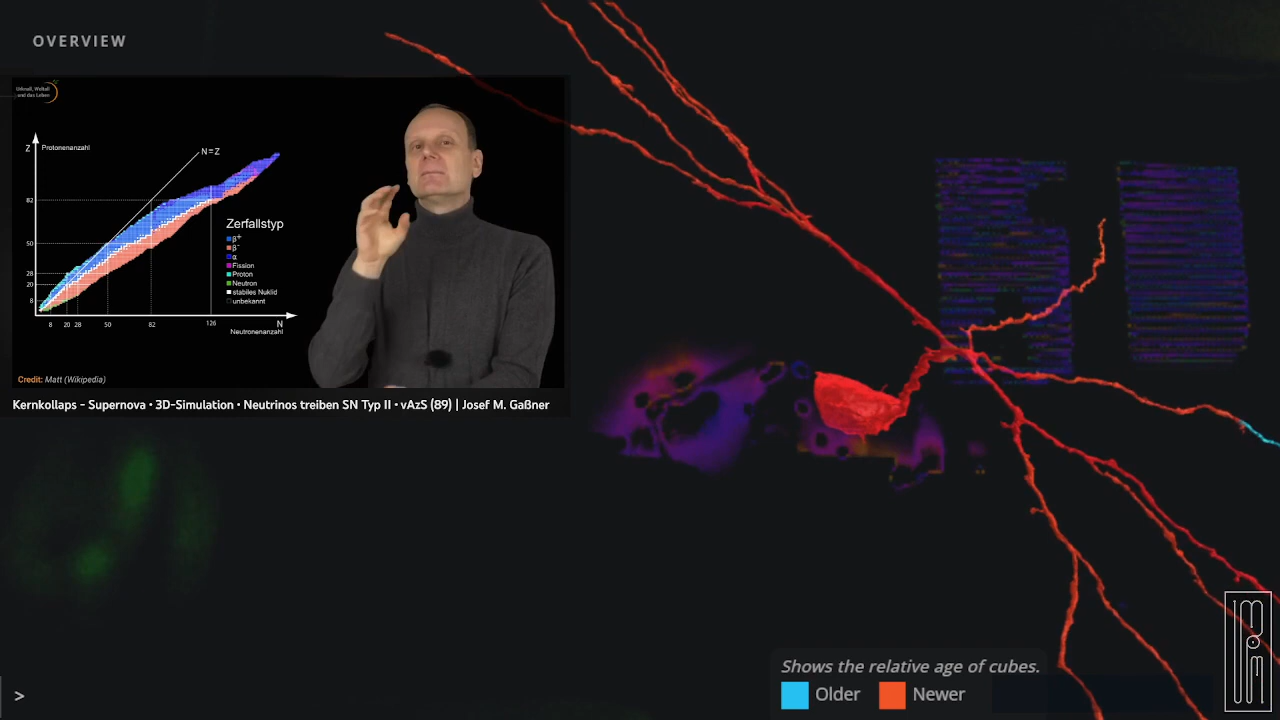 OVERVIEW
Urknall, Weltall
und das Leben
Z
Protonenanzahl
N=Z
82
50
28
20
8
8 20 28 50 82 126
N
Neutronenanzahl
Zerfallstyp
β+
β-
α
Fission
Proton
Neutron
stabiles Nuklid
unbekannt
Credit: Matt (Wikipedia)
Kernkollaps - Supernova • 3D-Simulation • Neutrinos treiben SN Typ II • vAzS (89) | Josef M. Gaßner
>
Shows the relative age of cubes.
Older Newer